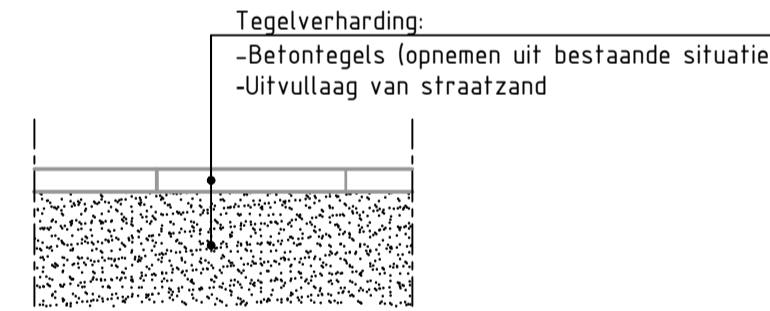 Tegelverharding:
-Betontegels (opnemen uit bestaande situatie
-Uitvullaag van straatzand